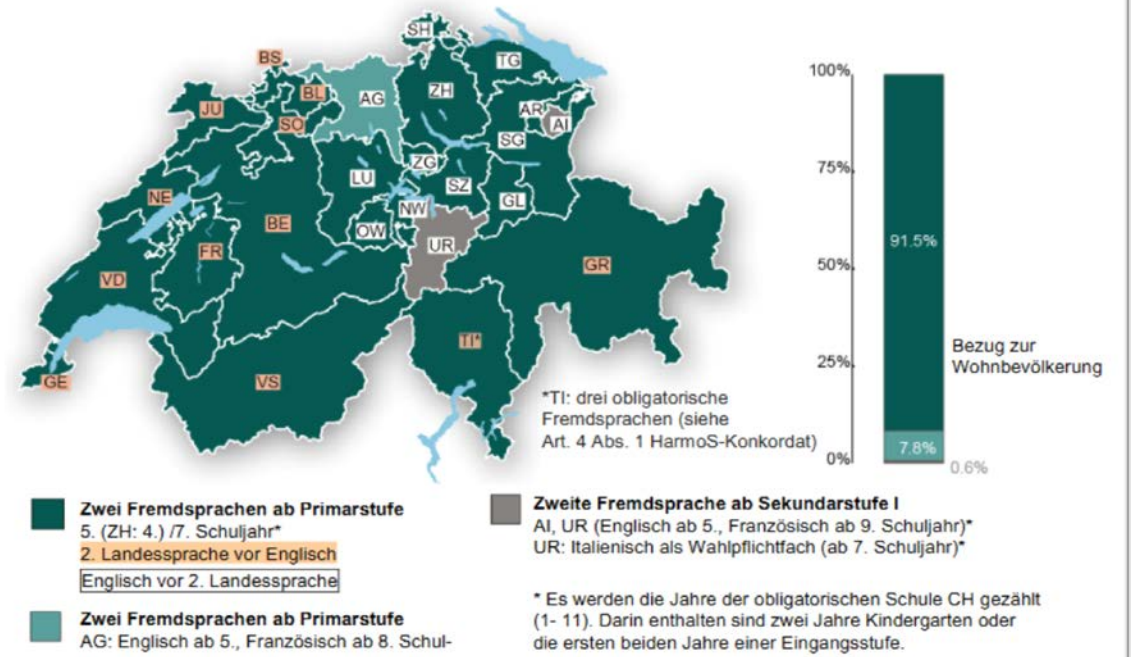 SH
BS
TG
100%
BL
AG
ZH
JU
AR
AI
SO
SG
75%
ZG
LU
SZ
NE
GL
NW
BE
OW
UR
91.5%
FR
GR
50%
VD
Bezug zur
Wohnbevölkerung
TI*
25%
GE
VS
*TI: drei obligatorische
Fremdsprachen (siehe
Art. 4 Abs. 1 HarmoS-Konkordat)
7.8%
0%
0.6%
Zwei Fremdsprachen ab Primarstufe
5. (ZH: 4.) /7. Schuljahr*
2. Landessprache vor Englisch
Englisch vor 2. Landessprache
Zwei Fremdsprachen ab Primarstufe
AG: Englisch ab 5., Französisch ab 8. Schul-
Zweite Fremdsprache ab Sekundarstufe I
AI, UR (Englisch ab 5., Französisch ab 9. Schuljahr)*
UR: Italienisch als Wahlpflichtfach (ab 7. Schuljahr)*
* Es werden die Jahre der obligatorischen Schule CH gezählt
(1- 11). Darin enthalten sind zwei Jahre Kindergarten oder
die ersten beiden Jahre einer Eingangsstufe.